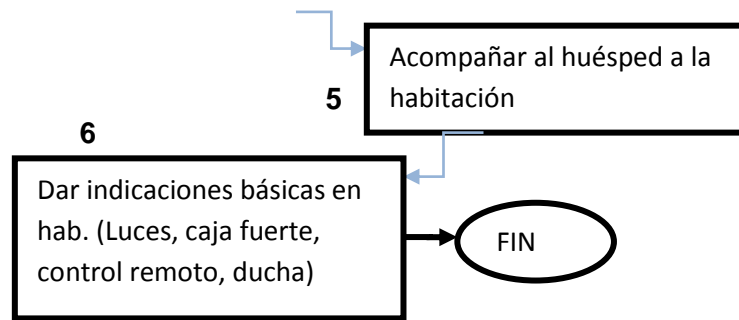 Acompañar al huésped a la
habitación
5
6
Dar indicaciones básicas en
hab. (Luces, caja fuerte,
control remoto, ducha)
FIN